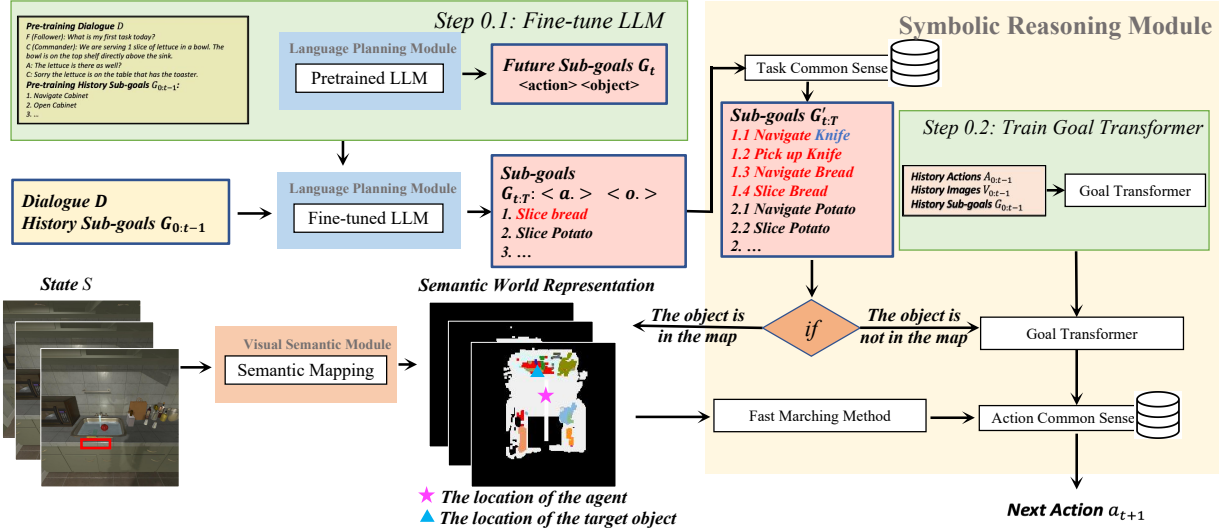 Step 0.1: Fine-tune LLM
Pre-training Dialogue D
F (Follower): What is my first task today?
C (Commander): We are serving 1 slice of lettuce in a bowl. The
bowl is on the top shelf directly above the sink.
A: The lettuce is there as well?
C: Sorry the lettuce is on the table that has the toaster.
Pre-training History Sub-goals G0:t−1:
1. Navigate Cabinet
2. Open Cabinet
3. ...
Language Planning Module
Pretrained LLM
Future Sub-goals Gt
<action> <object>
Symbolic Reasoning Module
Task Common Sense
Sub-goals G′t:T
1.1 Navigate Knife
1.2 Pick up Knife
1.3 Navigate Bread
1.4 Slice Bread
2.1 Navigate Potato
2.2 Slice Potato
2. ...
Step 0.2: Train Goal Transformer
History Actions A0:t−1
History Images V0:t−1
History Sub-goals G0:t−1
Goal Transformer
Dialogue D
History Sub-goals G0:t−1
Language Planning Module
Fine-tuned LLM
Sub-goals
Gt:T: < a. > < o. >
1. Slice bread
2. Slice Potato
3. ...
State S
Visual Semantic Module
Semantic Mapping
Semantic World Representation
The object is
in the map
if
The object is
not in the map
Goal Transformer
Fast Marching Method
Action Common Sense
The location of the agent
The location of the target object
Next Action at+1